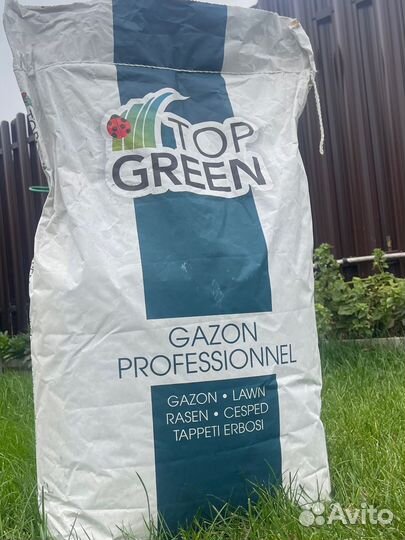 TOP
GREEN
GAZON
PROFESSIONNEL
GAZON • LAWN
RASEN • CESPED
TAPPETI ERBOSI
Avito